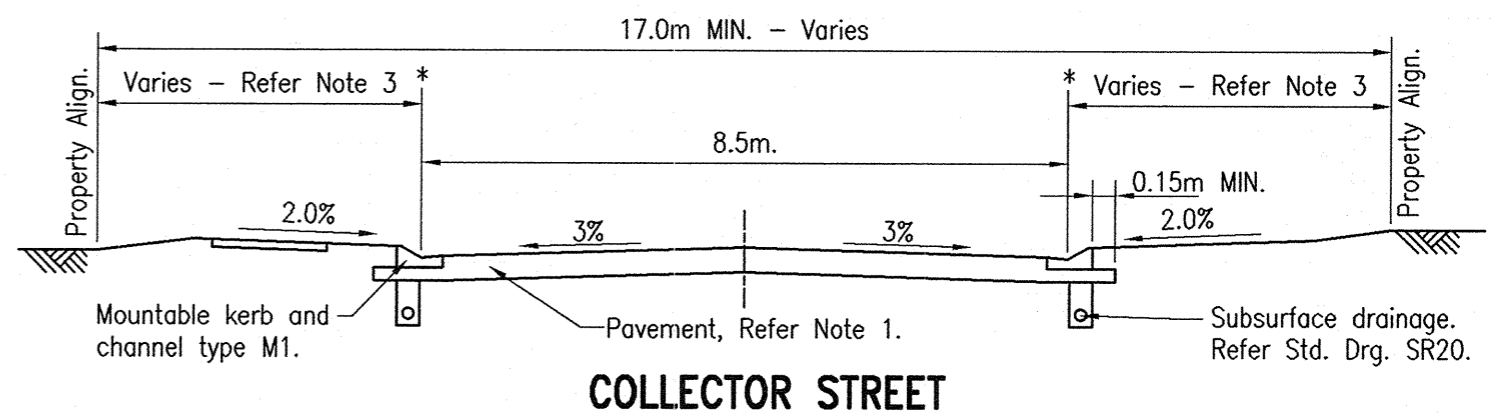 17.0m MIN. – Varies
Property Align.
Varies – Refer Note 3 *
* Varies – Refer Note 3
Property Align.
8.5m.
0.15m MIN.
2.0%
3%
3%
2.0%
Mountable kerb and
channel type M1.
Pavement, Refer Note 1.
Subsurface drainage.
Refer Std. Drg. SR20.
COLLECTOR STREET